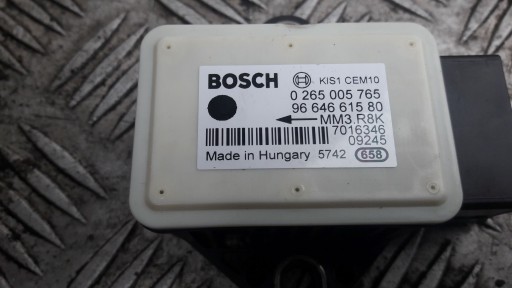 BOSCH KIS1 CEM10
0 265 005 765
96 646 615 80
MM3.R8K
7016346
09245
Made in Hungary 5742 658